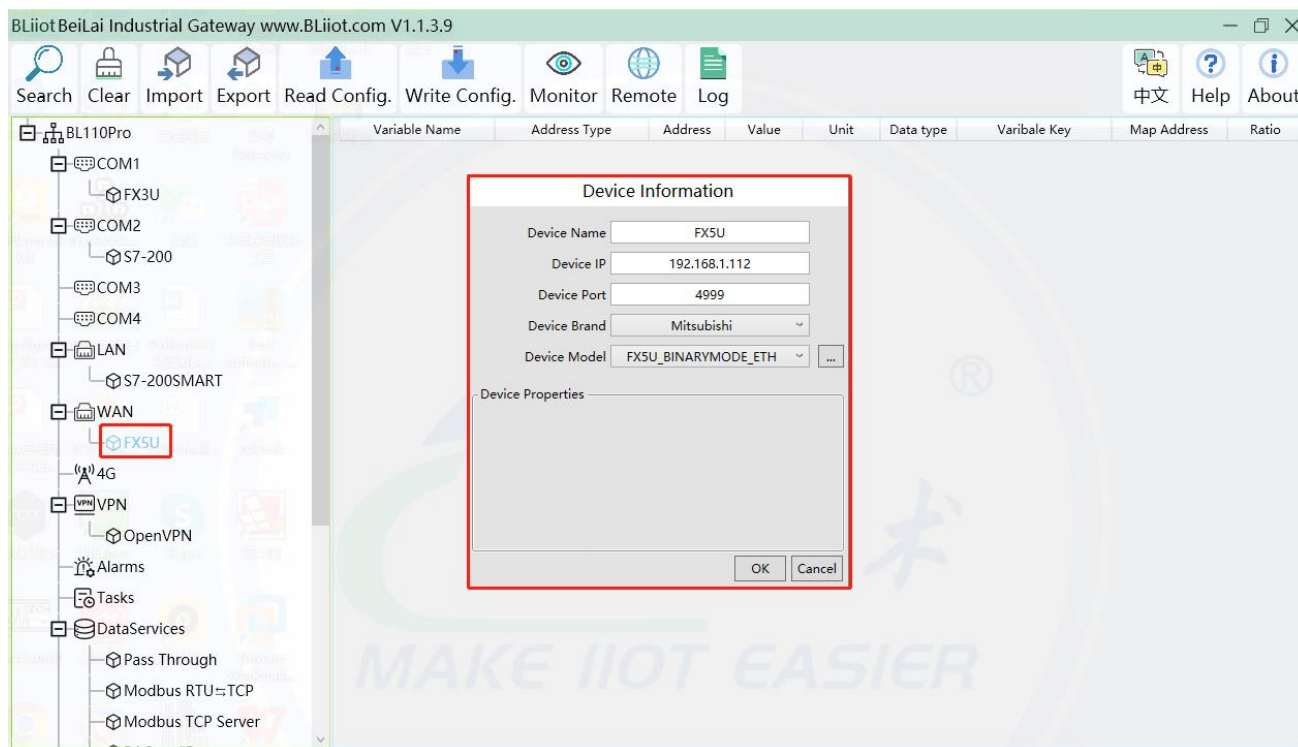 BLiiot BeiLai Industrial Gateway www.BLiiot.com V1.1.3.9
Search Clear Import Export Read Config. Write Config. Monitor Remote Log 中文 Help About
Variable Name Address Type Address Value Unit Data type Varibale Key Map Address Ratio
BL110Pro
COM1
FX3U
COM2
S7-200
COM3
COM4
LAN
S7-200SMART
WAN
FX5U
4G
VPN
OpenVPN
Alarms
Tasks
DataServices
Pass Through
Modbus RTU⇆TCP
Modbus TCP Server
Device Information
Device Name FX5U
Device IP 192.168.1.112
Device Port 4999
Device Brand Mitsubishi
Device Model FX5U_BINARYMODE_ETH ...
Device Properties
OK Cancel
®
术
MAKE IIOT EASIER